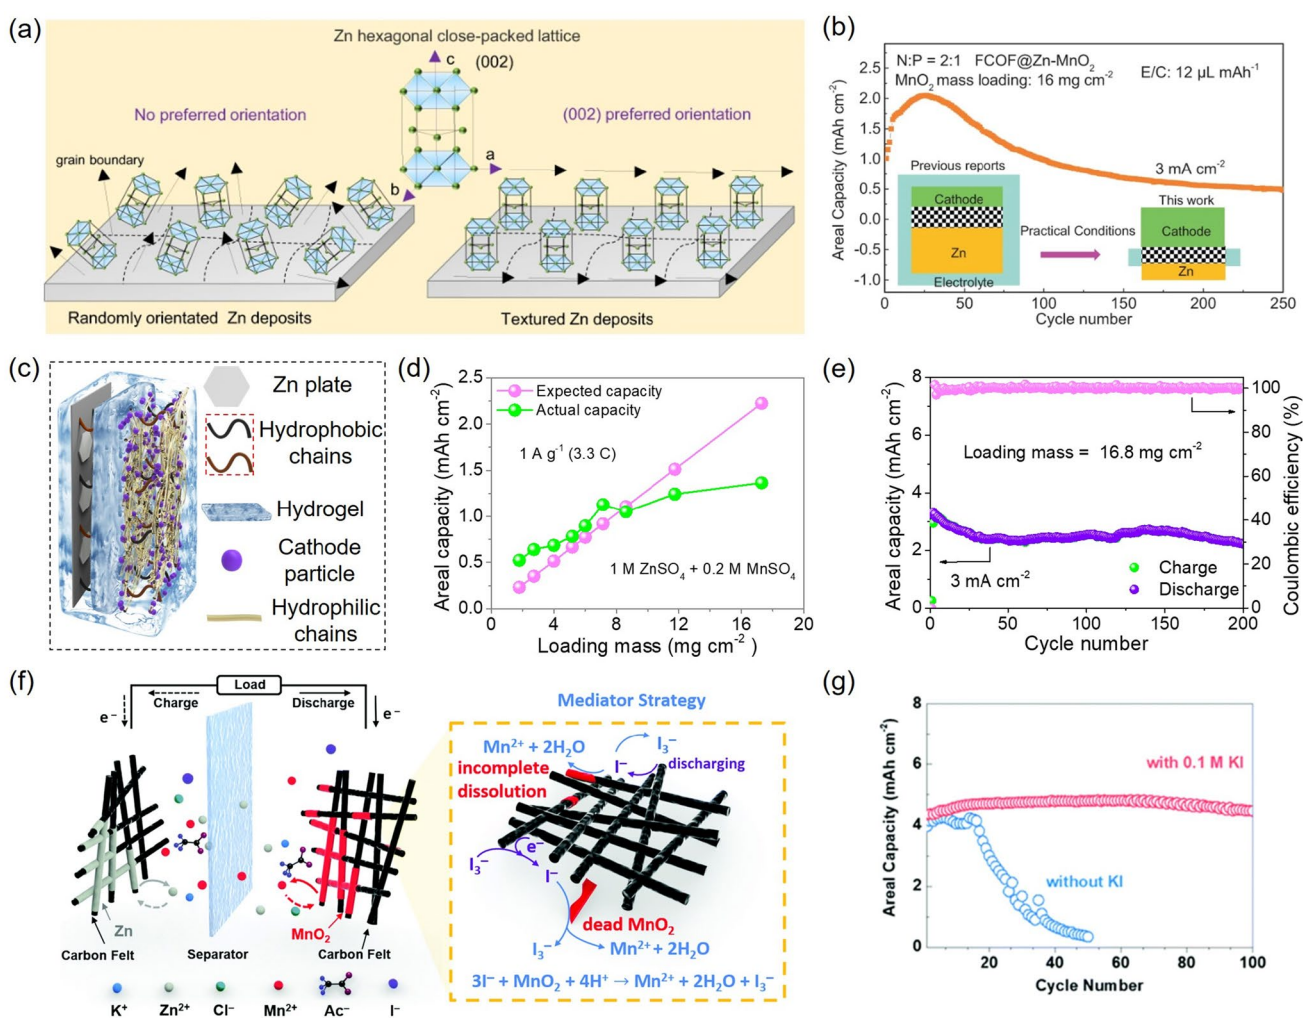 (a)
Zn hexagonal close-packed lattice
c
(002)
No preferred orientation
(002) preferred orientation
grain boundary
a
b
Randomly orientated Zn deposits
Textured Zn deposits
(b)
N:P = 2:1 FCOF@Zn-MnO₂
MnO₂ mass loading: 16 mg cm⁻²
E/C: 12 µL mAh⁻¹
3 mA cm⁻²
Previous reports
Cathode
Zn
Electrolyte
Practical Conditions
This work
Cathode
Zn
Areal Capacity (mAh cm⁻²)
2.5
2.0
1.5
1.0
0.5
0.0
-0.5
-1.0
0 50 100 150 200 250
Cycle number
(c)
Zn plate
Hydrophobic
chains
Hydrogel
Cathode
particle
Hydrophilic
chains
(d)
Expected capacity
Actual capacity
1 A g⁻¹ (3.3 C)
1 M ZnSO₄ + 0.2 M MnSO₄
Areal capacity (mAh cm⁻²)
2.5
2.0
1.5
1.0
0.5
0.0
0 4 8 12 16 20
Loading mass (mg cm⁻²)
(e)
Loading mass = 16.8 mg cm⁻²
3 mA cm⁻²
Charge
Discharge
Areal capacity (mAh cm⁻²)
8
6
4
2
0
Coulombic efficiency (%)
100
80
60
40
20
0
0 50 100 150 200
Cycle number
(f)
Load
Charge
Discharge
e⁻
e⁻
Zn
MnO₂
Carbon Felt
Separator
Carbon Felt
K⁺ Zn²⁺ Cl⁻ Mn²⁺ Ac⁻ I⁻
Mediator Strategy
Mn²⁺ + 2H₂O
I₃⁻
I⁻
discharging
incomplete
dissolution
e⁻
I₃⁻
I⁻
dead MnO₂
I₃⁻
Mn²⁺ + 2H₂O
3I⁻ + MnO₂ + 4H⁺ → Mn²⁺ + 2H₂O + I₃⁻
(g)
with 0.1 M KI
without KI
Areal Capacity (mAh cm⁻²)
8
6
4
2
0
20 40 60 80 100
Cycle Number